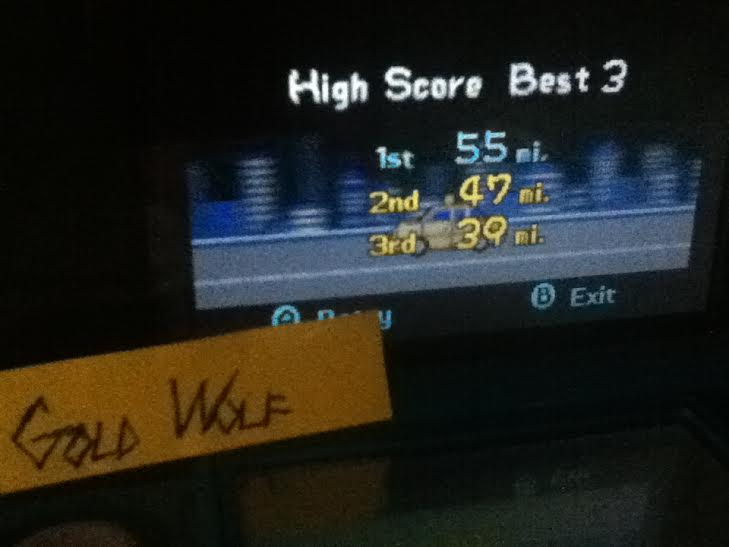 High Score Best 3
1st 55 mi.
2nd 47 mi.
3rd 39 mi.
A
B Exit
GOLD WOLF